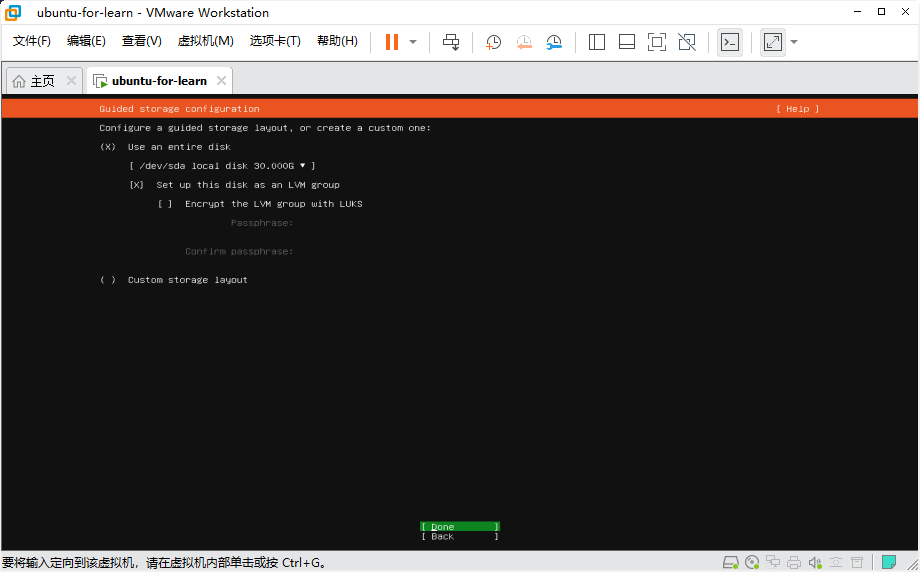 ubuntu-for-learn - VMware Workstation
文件(F) 编辑(E) 查看(V) 虚拟机(M) 选项卡(T) 帮助(H)
主页 ubuntu-for-learn
Guided storage configuration [ Help ]
Configure a guided storage layout, or create a custom one:
(X) Use an entire disk
[ /dev/sda local disk 30.000G ▾ ]
[X] Set up this disk as an LVM group
[ ] Encrypt the LVM group with LUKS
Passphrase:
Confirm passphrase:
( ) Custom storage layout
[ Done ]
[ Back ]
要将输入定向到该虚拟机，请在虚拟机内部单击或按 Ctrl+G。